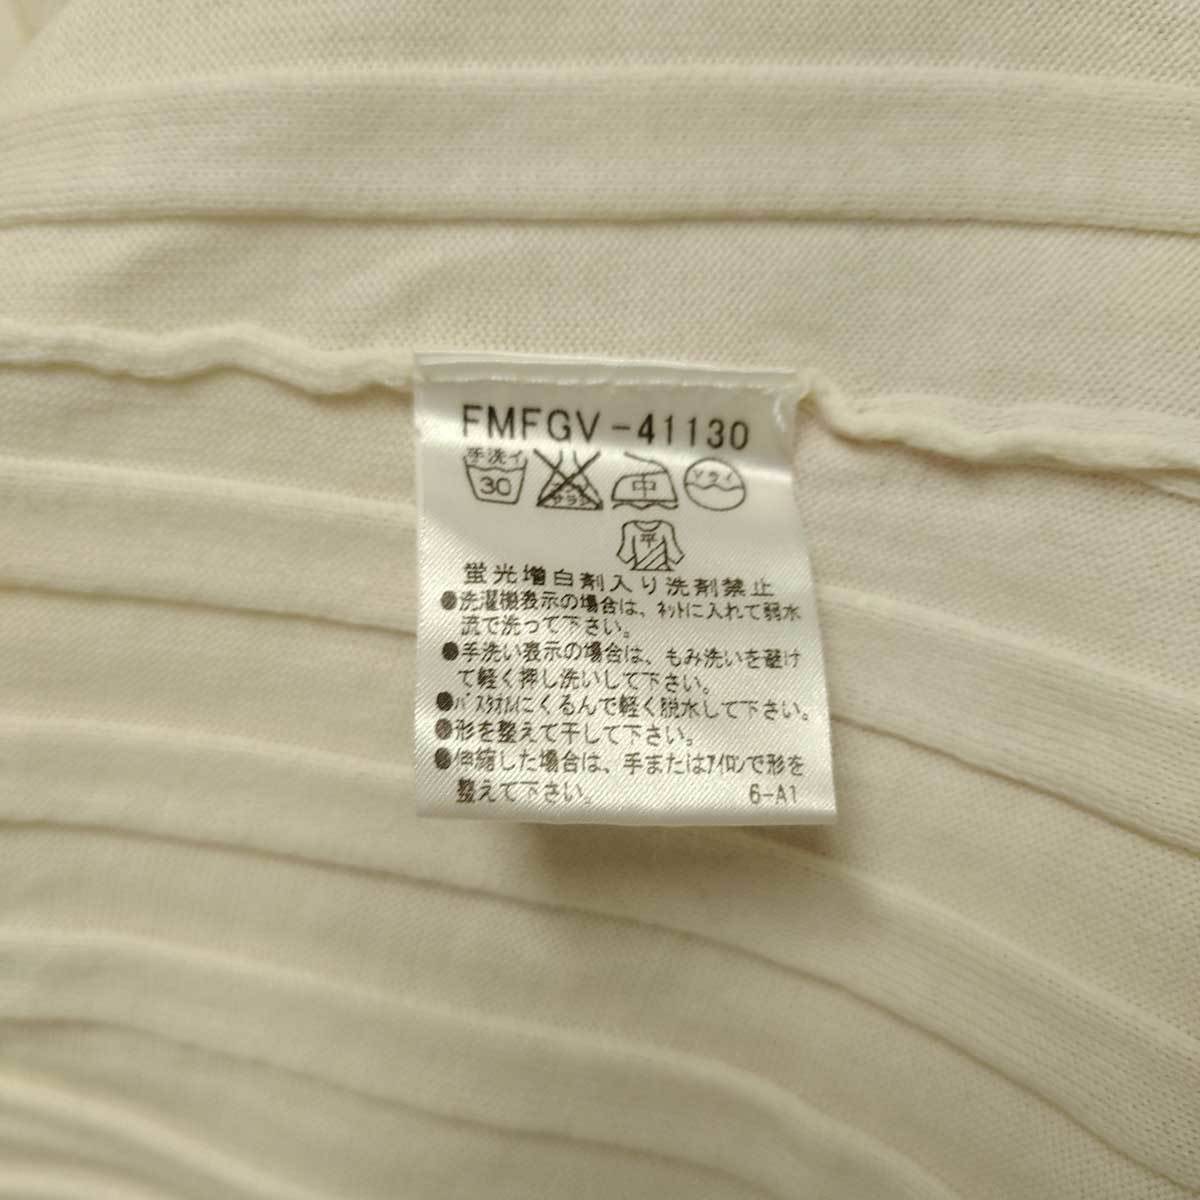 FMFGV-41130
手洗イ
30
中
ドライ
平
蛍光増白剤入り洗剤禁止
●洗濯機表示の場合は、ネットに入れて弱水
流で洗って下さい。
●手洗い表示の場合は、もみ洗いを避け
て軽く押し洗いして下さい。
●バスタオルにくるんで軽く脱水して下さい。
●形を整えて干して下さい。
●伸縮した場合は、手またはアイロンで形を
整えて下さい。 6-A1